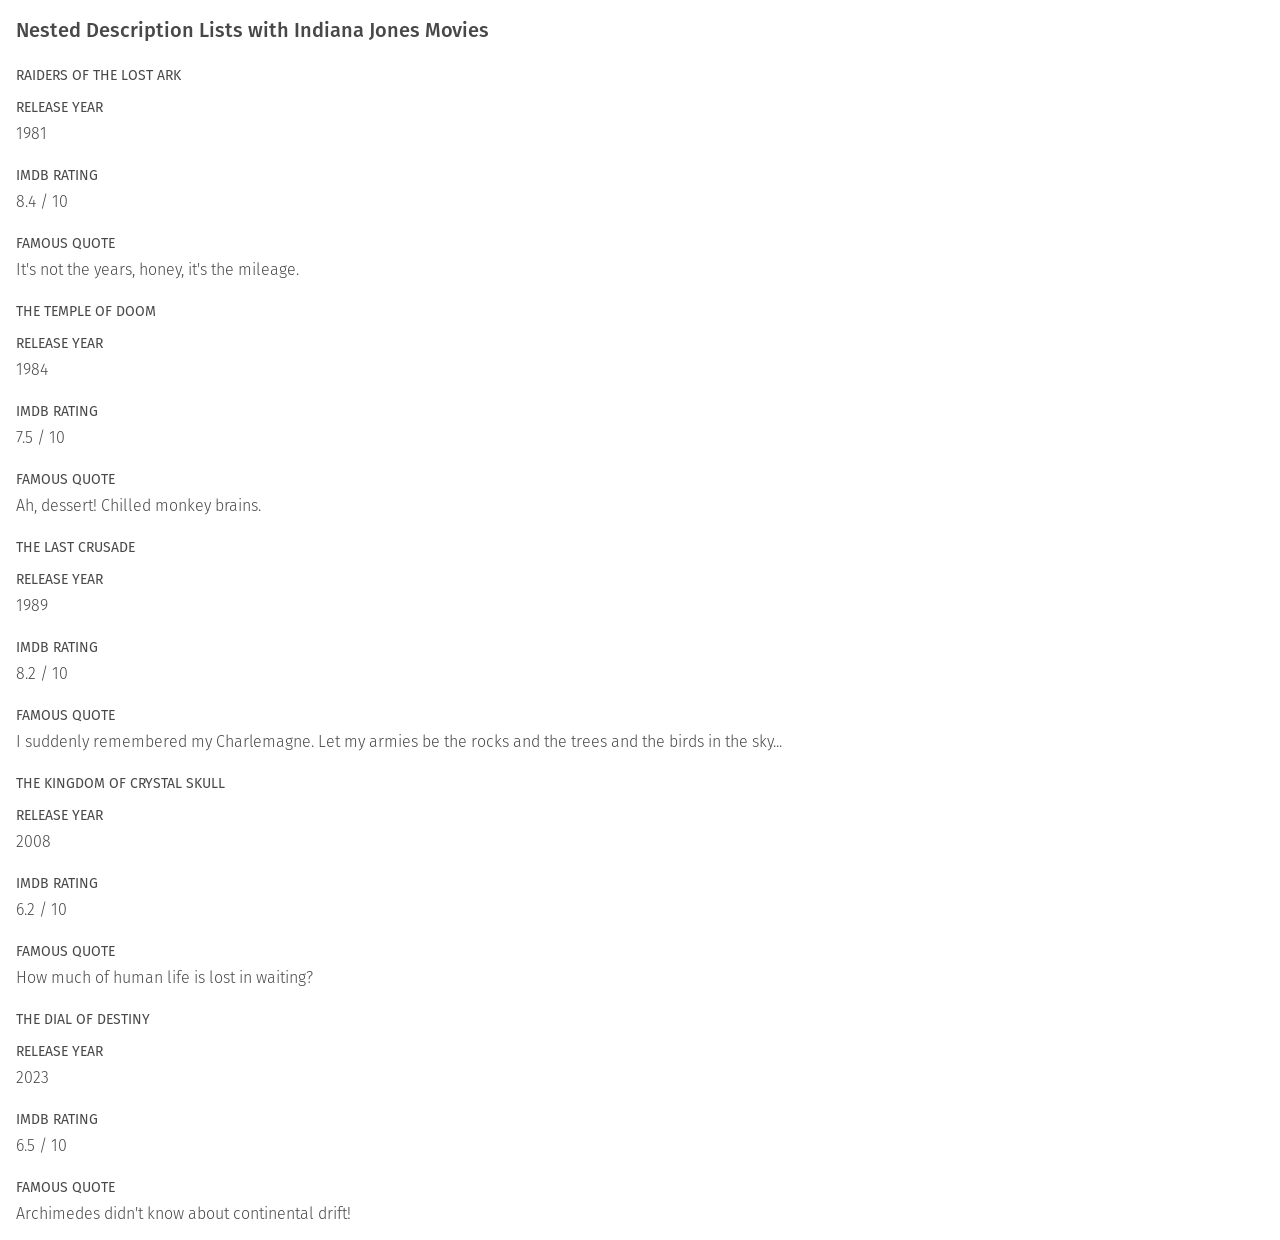 Nested Description Lists with Indiana Jones Movies
RAIDERS OF THE LOST ARK
RELEASE YEAR
1981
IMDB RATING
8.4 / 10
FAMOUS QUOTE
It's not the years, honey, it's the mileage.
THE TEMPLE OF DOOM
RELEASE YEAR
1984
IMDB RATING
7.5 / 10
FAMOUS QUOTE
Ah, dessert! Chilled monkey brains.
THE LAST CRUSADE
RELEASE YEAR
1989
IMDB RATING
8.2 / 10
FAMOUS QUOTE
I suddenly remembered my Charlemagne. Let my armies be the rocks and the trees and the birds in the sky...
THE KINGDOM OF CRYSTAL SKULL
RELEASE YEAR
2008
IMDB RATING
6.2 / 10
FAMOUS QUOTE
How much of human life is lost in waiting?
THE DIAL OF DESTINY
RELEASE YEAR
2023
IMDB RATING
6.5 / 10
FAMOUS QUOTE
Archimedes didn't know about continental drift!